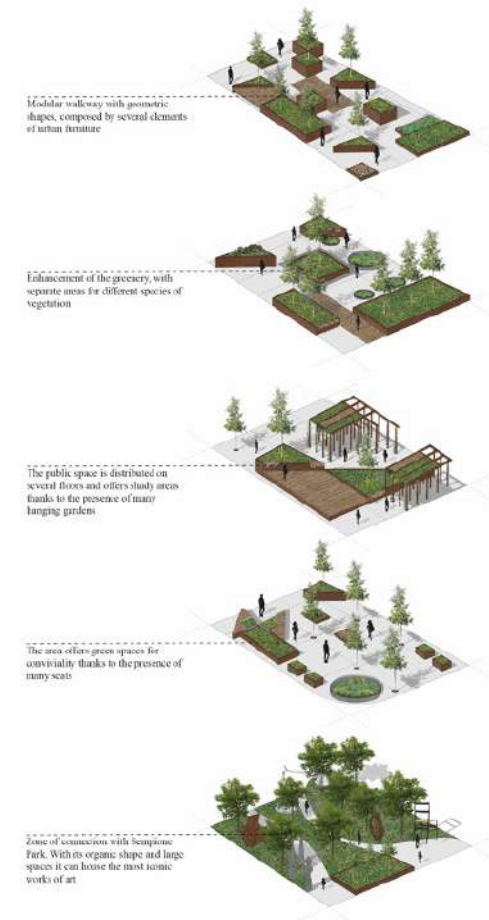 Modular walkway with geometric
shapes, composed by several elements
of urban furniture
Enhancement of the greenery, with
separate areas for different species of
vegetation
The public space is distributed on
several floors and offers shady areas
thanks to the presence of many
hanging gardens
The area offers green spaces for
conviviality thanks to the presence of
many seats
Zone of connection with Sempione
Park. With its organic shape and large
spaces it can house the most iconic
works of art